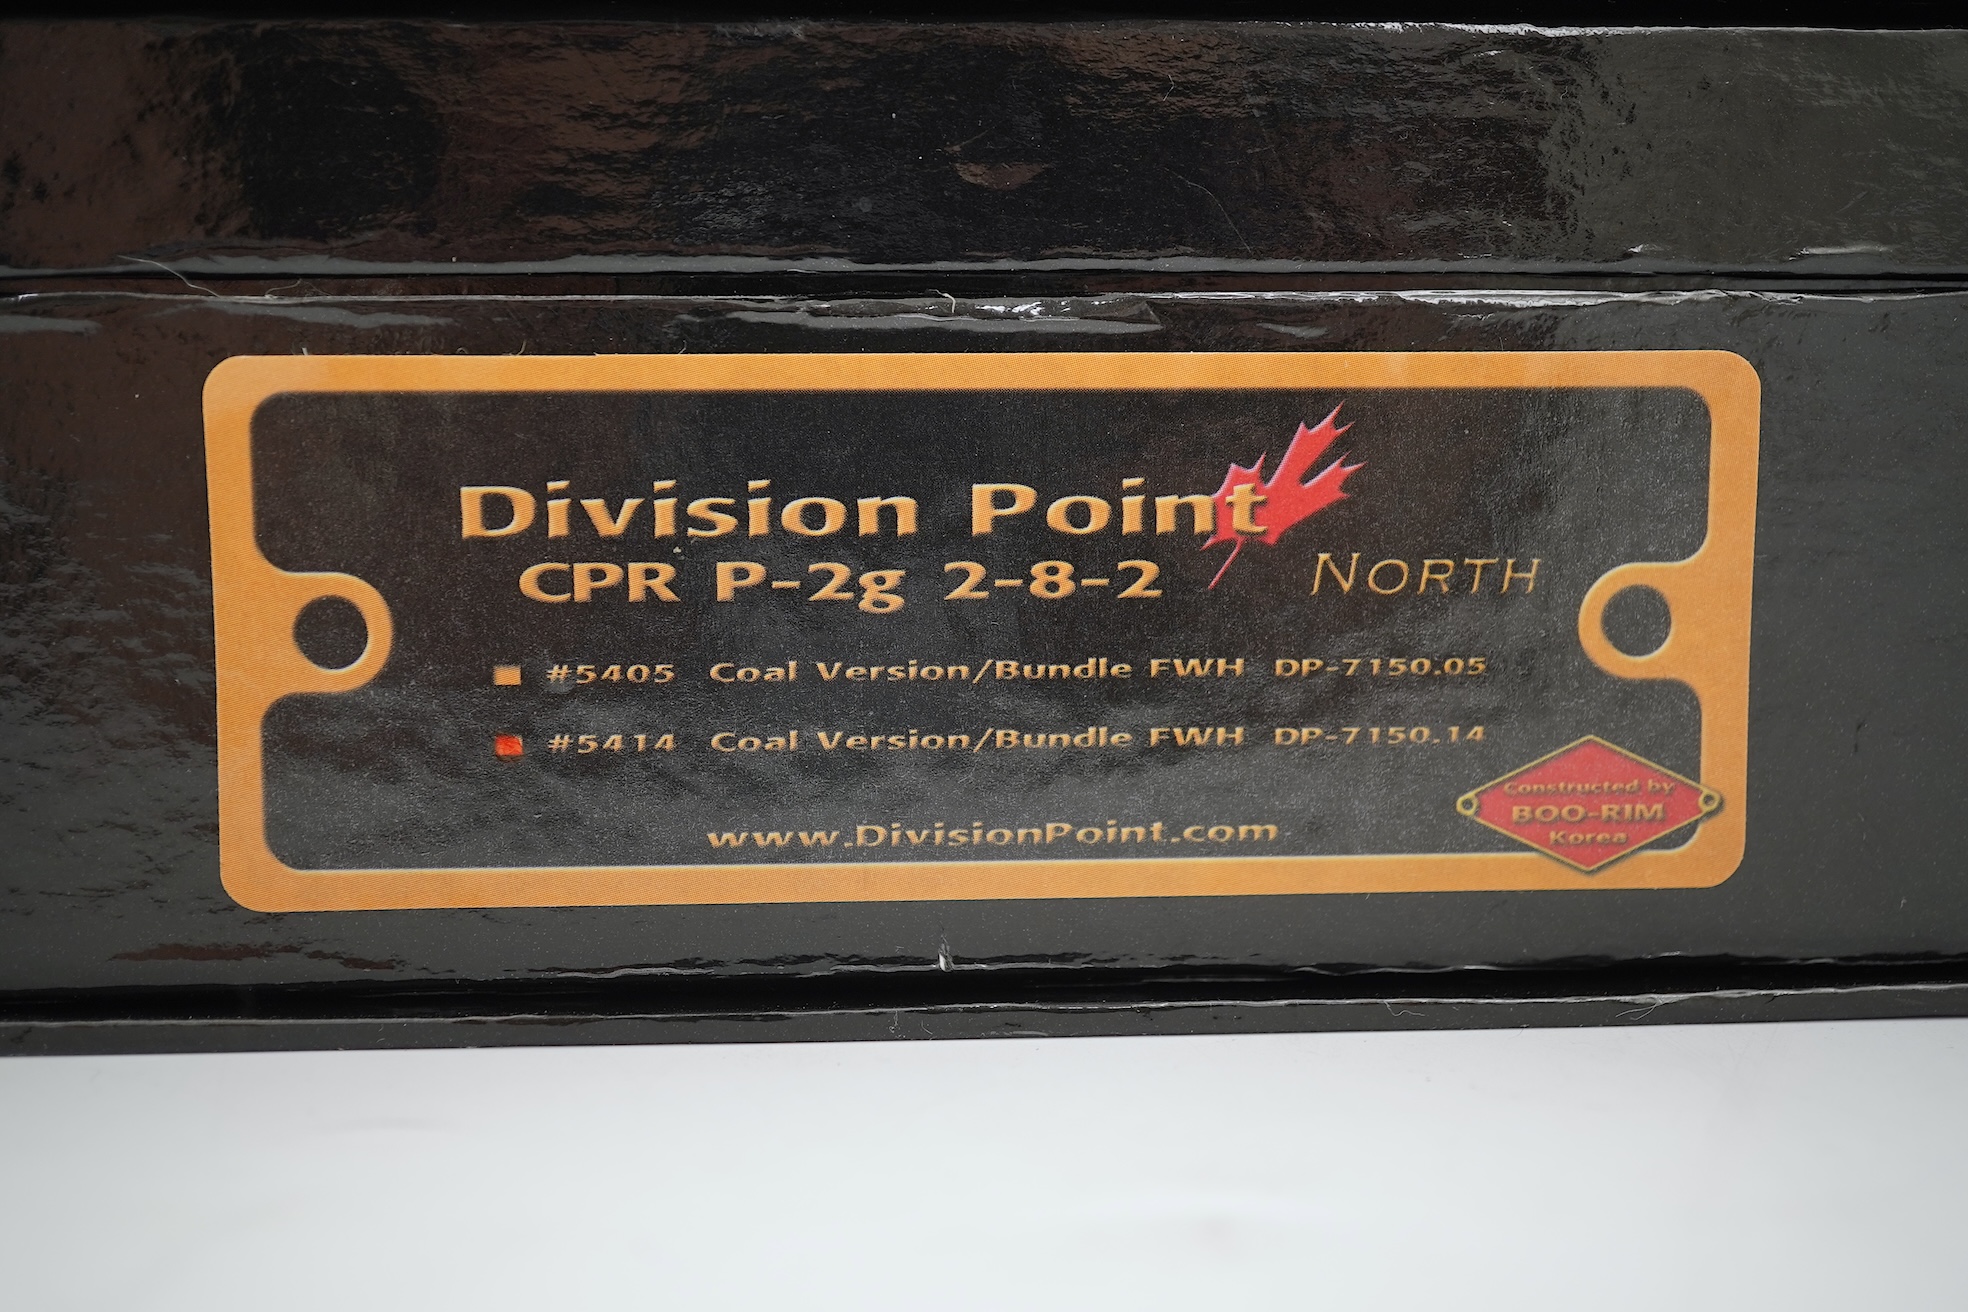 Division Point
CPR P-2g 2-8-2 NORTH
#5405 Coal Version/Bundle FWH DP-7150.05
#5414 Coal Version/Bundle FWH DP-7150.14
www.DivisionPoint.com
Constructed by
BOO-RIM
Korea